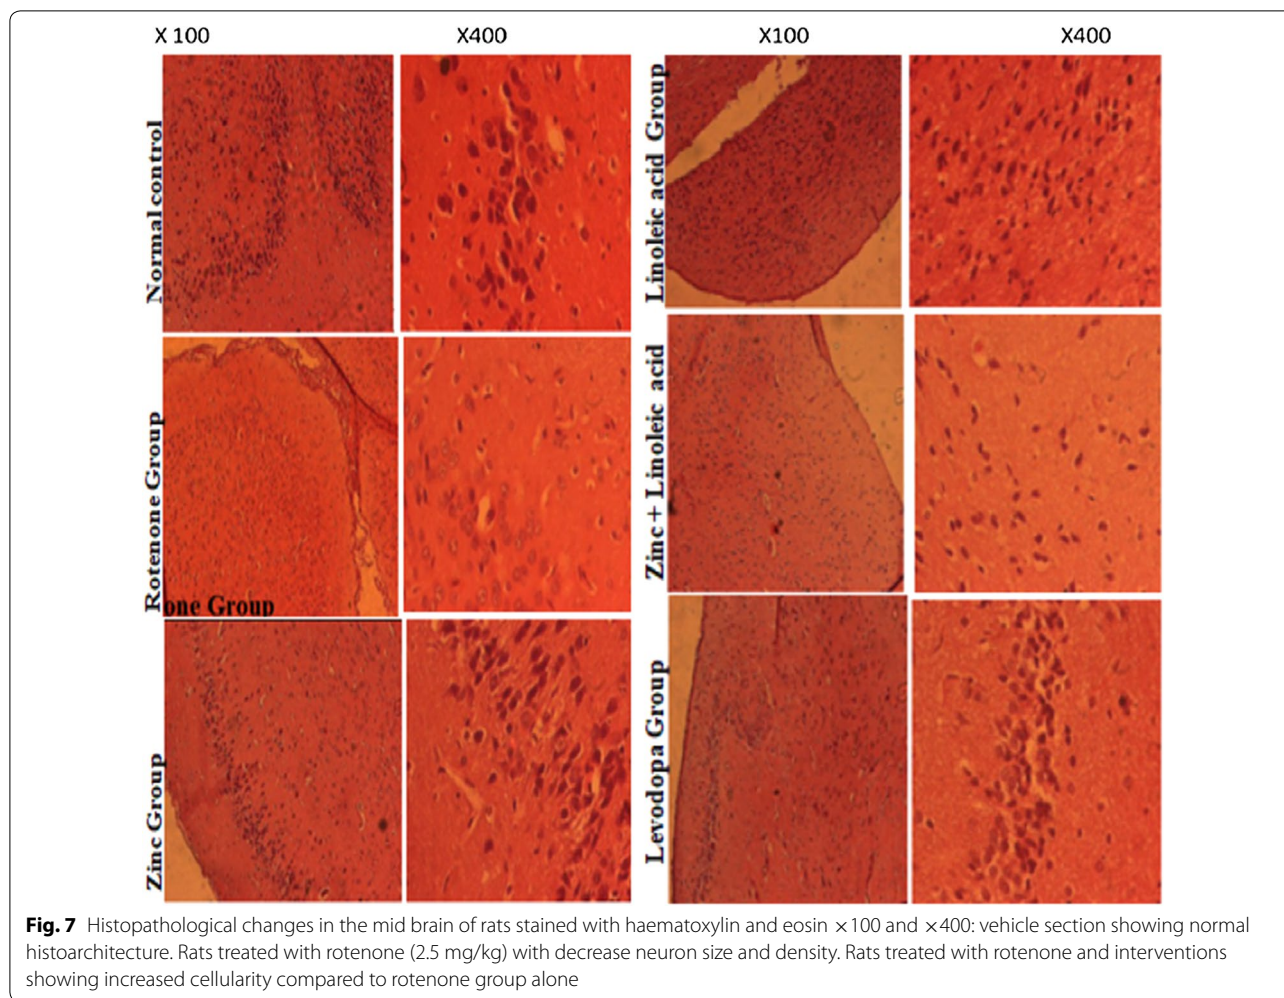 X 100
X400
X100
X400
Normal control
Rotenone Group
one Group
Zinc Group
Linoleic acid Group
Zinc + Linoleic acid
Levodopa Group
Fig. 7 Histopathological changes in the mid brain of rats stained with haematoxylin and eosin ×100 and ×400: vehicle section showing normal
histoarchitecture. Rats treated with rotenone (2.5 mg/kg) with decrease neuron size and density. Rats treated with rotenone and interventions
showing increased cellularity compared to rotenone group alone